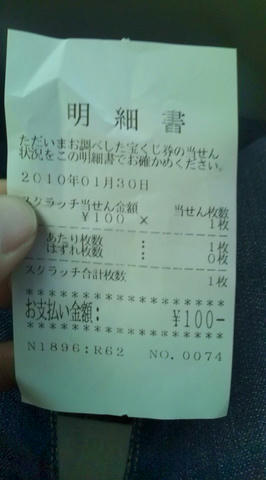 明細書
ただいまお調べした宝くじ券の当せん
状況をこの明細書でお確かめください。
2010年01月30日
スクラッチ当せん金額 当せん枚数
¥100 × 1枚
あたり枚数 : 1枚
はずれ枚数 : 0枚
スクラッチ合計枚数 1枚
********************
お支払い金額: ¥100-
********************
N1896:R62 NO.0074